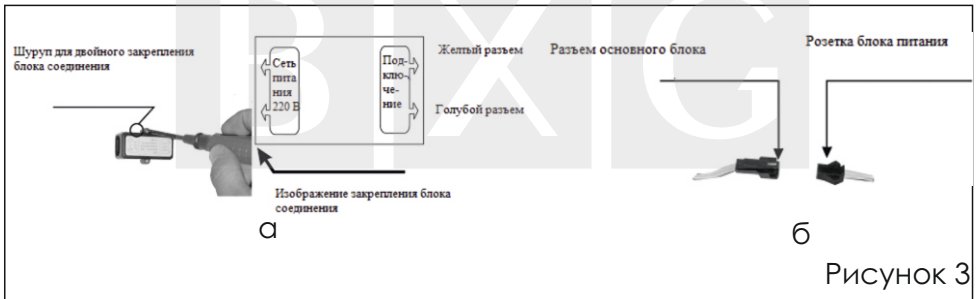 BXG
Шуруп для двойного закрепления
блока соединения
Сеть
пита
ния
220 В
Под-
клю-
че-
ние
Желтый разъем
Голубой разъем
Изображение закрепления блока
соединения
а
Разъем основного блока
Розетка блока питания
б
Рисунок 3